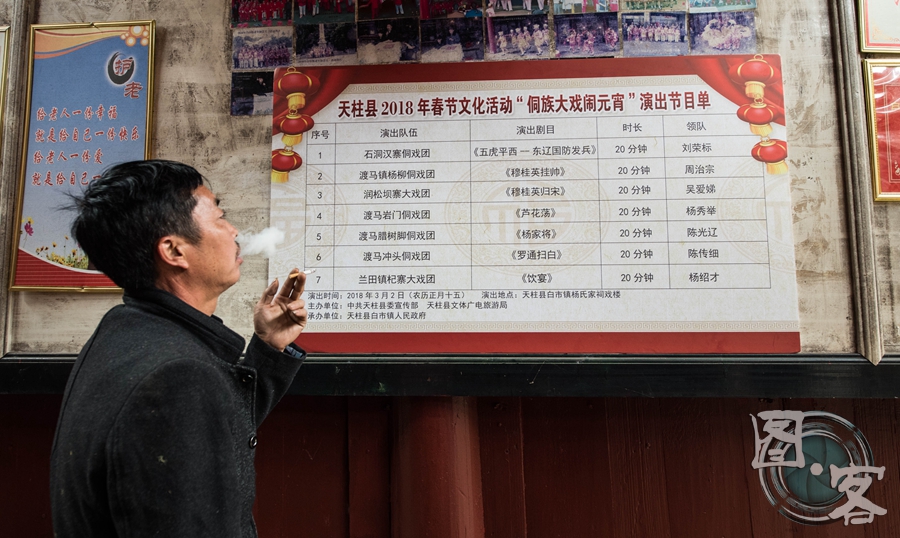 给老人一份幸福
就是给自己一份快乐
给老人一份爱
就是给自己一
天柱县2018年春节文化活动“侗族大戏闹元宵”演出节目单
序号 演出队伍 演出剧目 时长 领队
1 石洞汉寨侗戏团 《五虎平西—东辽国防发兵》 20分钟 刘荣标
2 渡马镇杨柳侗戏团 《穆桂英挂帅》 20分钟 周治宗
3 润松坝寨大戏团 《穆桂英归宋》 20分钟 吴爱娣
4 渡马岩门侗戏团 《芦花荡》 20分钟 杨秀举
5 渡马腊树脚侗戏团 《杨家将》 20分钟 陈光辽
6 渡马冲头侗戏团 《罗通扫白》 20分钟 陈传细
7 兰田镇杞寨大戏团 《饮宴》 20分钟 杨绍才
演出时间：2018年3月2日（农历正月十五） 演出地点：天柱县白市镇杨氏家祠戏楼
主办单位：中共天柱县委宣传部 天柱县文体广电旅游局
承办单位：天柱县白市镇人民政府
图·客